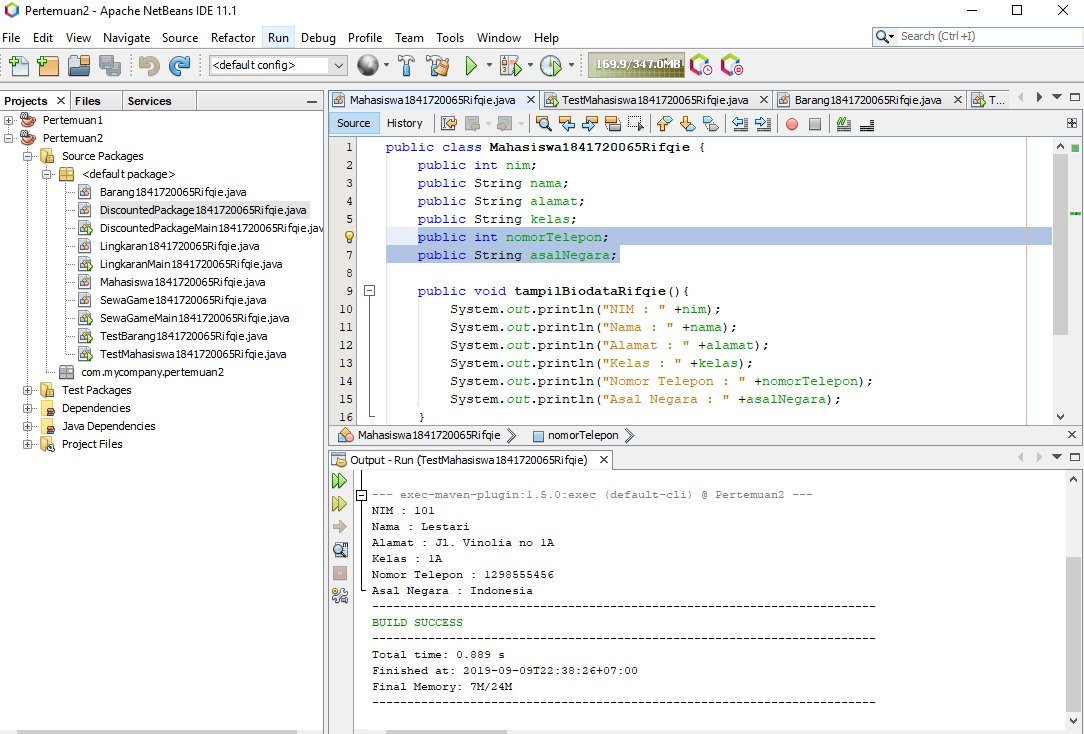 Pertemuan2 - Apache NetBeans IDE 11.1
File Edit View Navigate Source Refactor Run Debug Profile Team Tools Window Help
Search (Ctrl+I)
<default config>
169.9/347.0MB
Projects Files Services
Pertemuan1
Pertemuan2
Source Packages
<default package>
Barang1841720065Rifqie.java
DiscountedPackage1841720065Rifqie.java
DiscountedPackageMain1841720065Rifqie.jav
Lingkaran1841720065Rifqie.java
LingkaranMain1841720065Rifqie.java
Mahasiswa1841720065Rifqie.java
SewaGame1841720065Rifqie.java
SewaGameMain1841720065Rifqie.java
TestBarang1841720065Rifqie.java
TestMahasiswa1841720065Rifqie.java
com.mycompany.pertemuan2
Test Packages
Dependencies
Java Dependencies
Project Files
Mahasiswa1841720065Rifqie.java TestMahasiswa1841720065Rifqie.java Barang1841720065Rifqie.java T...
Source History
1 public class Mahasiswa1841720065Rifqie {
2 public int nim;
3 public String nama;
4 public String alamat;
5 public String kelas;
public int nomorTelepon;
7 public String asalNegara;
8
9 public void tampilBiodataRifqie(){
10 System.out.println("NIM : " +nim);
11 System.out.println("Nama : " +nama);
12 System.out.println("Alamat : " +alamat);
13 System.out.println("Kelas : " +kelas);
14 System.out.println("Nomor Telepon : " +nomorTelepon);
15 System.out.println("Asal Negara : " +asalNegara);
16 }
Mahasiswa1841720065Rifqie nomorTelepon
Output - Run (TestMahasiswa1841720065Rifqie)
--- exec-maven-plugin:1.5.0:exec (default-cli) @ Pertemuan2 ---
NIM : 101
Nama : Lestari
Alamat : Jl. Vinolia no 1A
Kelas : 1A
Nomor Telepon : 1298555456
Asal Negara : Indonesia
------------------------------------------------------------------------
BUILD SUCCESS
------------------------------------------------------------------------
Total time: 0.889 s
Finished at: 2019-09-09T22:38:26+07:00
Final Memory: 7M/24M
------------------------------------------------------------------------